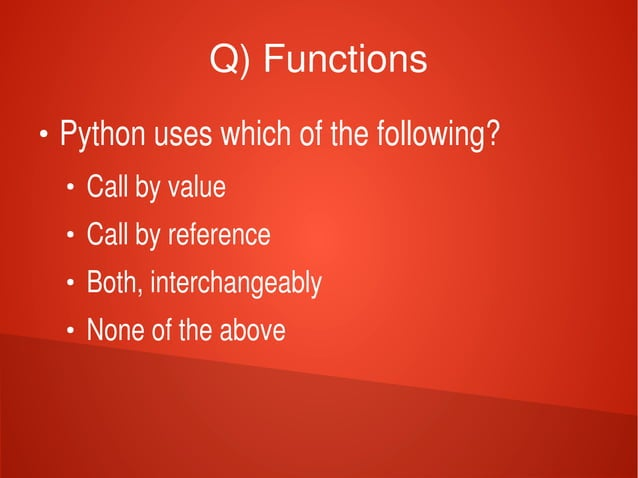 Q) Functions
• Python uses which of the following?
• Call by value
• Call by reference
• Both, interchangeably
• None of the above